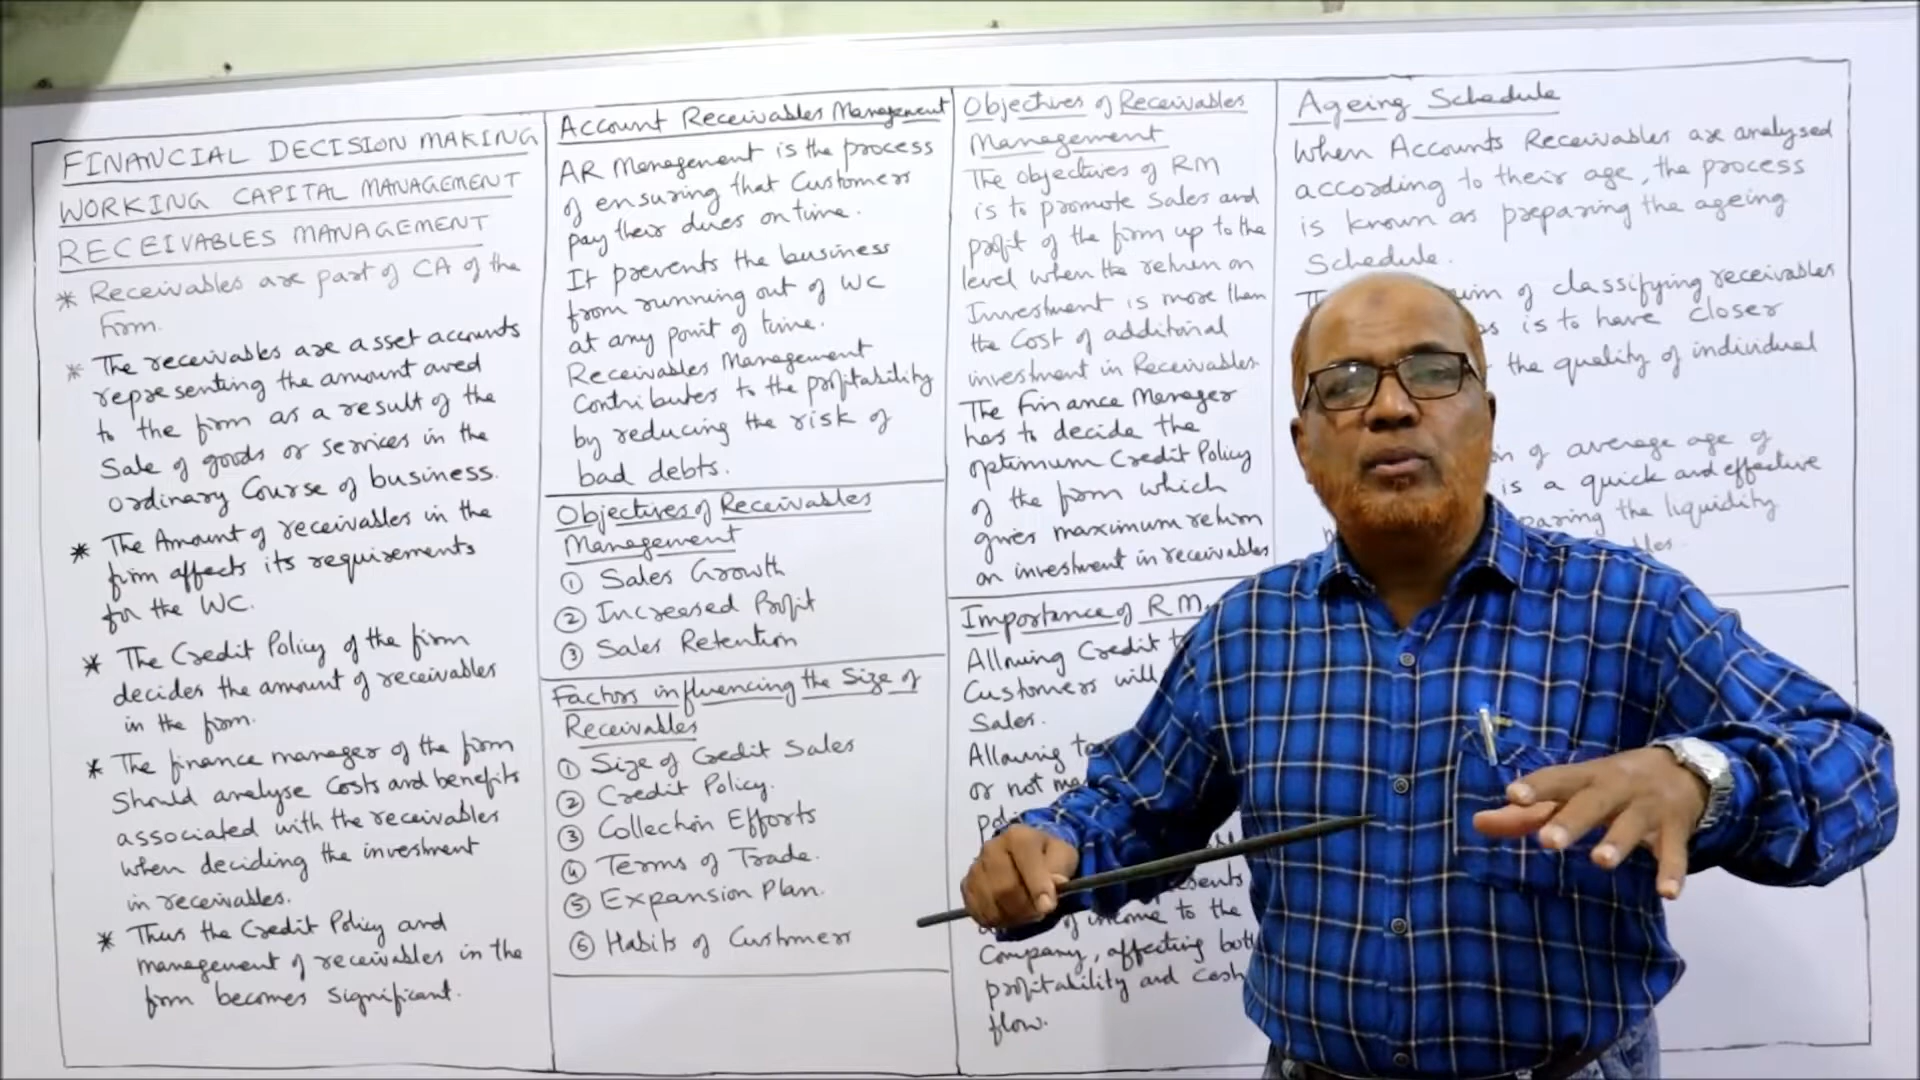 FINANCIAL DECISION MAKING
WORKING CAPITAL MANAGEMENT
RECEIVABLES MANAGEMENT
* Receivables are part of CA of the
firm.
* The receivables are asset accounts
representing the amount owed
to the firm as a result of the
Sale of goods or services in the
ordinary Course of business.
* The Amount of receivables in the
firm affects its requirements
for the WC.
* The Credit Policy of the firm
decides the amount of receivables
in the firm.
* The finance manager of the firm
Should analyse Costs and benefits
associated with the receivables
when deciding the investment
in receivables.
* Thus the Credit Policy and
management of receivables in the
firm becomes Significant.
Account Receivables Management
AR Management is the process
of ensuring that Customers
pay their dues on time.
It prevents the business
from running out of WC
at any point of time.
Receivables Management
Contributes to the profitability
by reducing the risk of
bad debts.
Objectives of Receivables
Management
① Sales Growth
② Increased Profit
③ Sales Retention
Factors influencing the Size of
Receivables
① Size of Credit Sales
② Credit Policy.
③ Collection Efforts
④ Terms of Trade.
⑤ Expansion Plan.
⑥ Habits of Customers
Objectives of Receivables
Management
The objectives of RM
is to promote Sales and
profit of the firm up to the
level when the return on
Investment is more than
the Cost of additional
investment in Receivables.
The Finance Manager
has to decide the
optimum Credit Policy
of the firm which
gives maximum return
on investment in receivables
Importance of RM
Allowing Credit
Customers will
Sales.
Allowing
or not
of income to the
Company, affecting both
profitability and cash
flow.
Ageing Schedule
When Accounts Receivables are analysed
according to their age, the process
is known as preparing the ageing
Schedule.
of classifying receivables
is to have closer
the quality of individual
of average age of
is a quick and effective
the liquidity